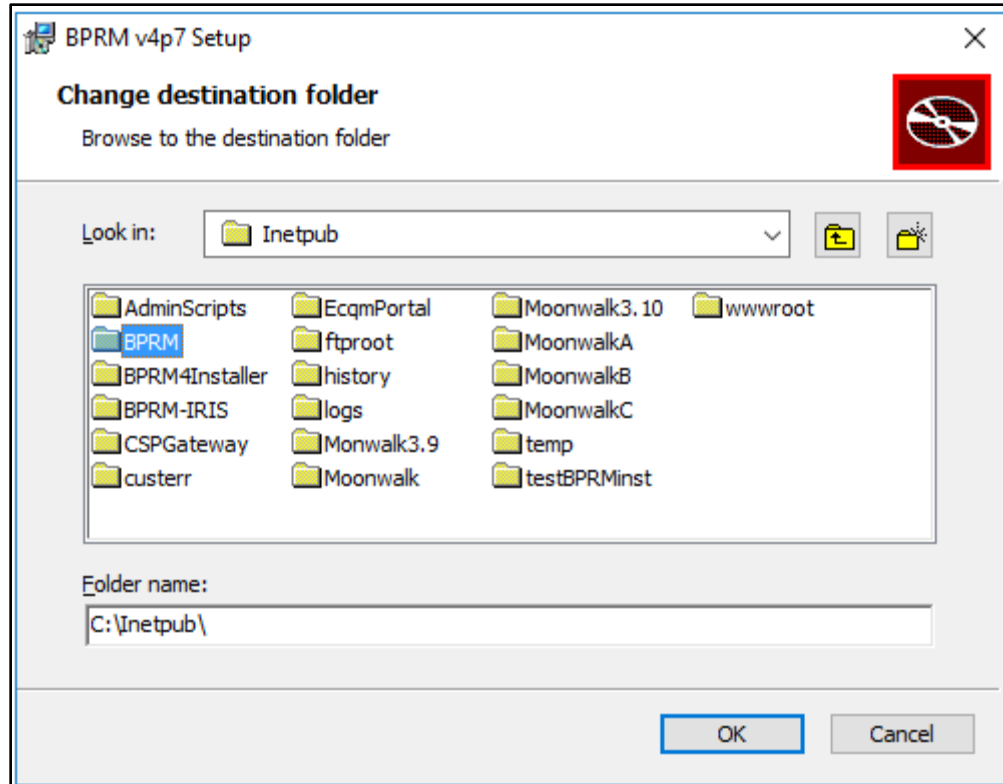 BPRM v4p7 Setup
Change destination folder
Browse to the destination folder
Look in:
Inetpub
AdminScripts
BPRM
BPRM4Installer
BPRM-IRIS
CSPGateway
custerr
EcqmPortal
ftproot
history
logs
Monwalk3.9
Moonwalk
Moonwalk3.10
MoonwalkA
MoonwalkB
MoonwalkC
temp
testBPRMinst
wwwroot
Folder name:
C:\Inetpub\
OK
Cancel